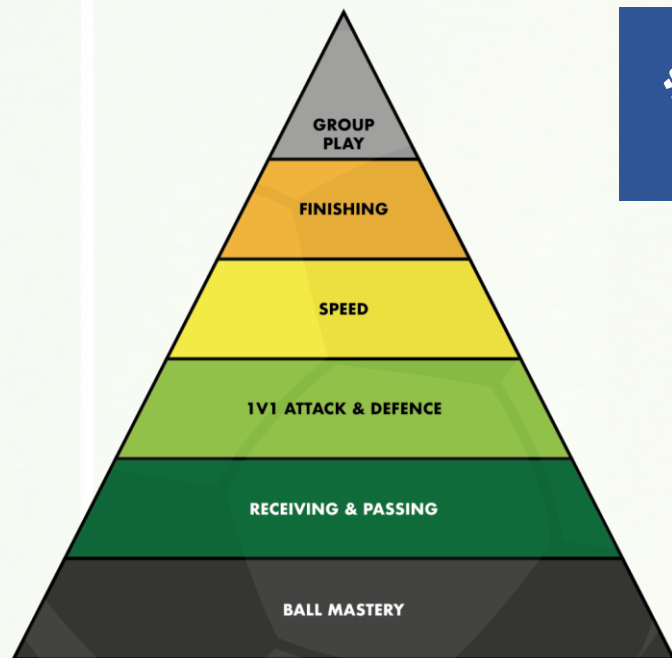 GROUP
PLAY
FINISHING
SPEED
1V1 ATTACK & DEFENCE
RECEIVING & PASSING
BALL MASTERY